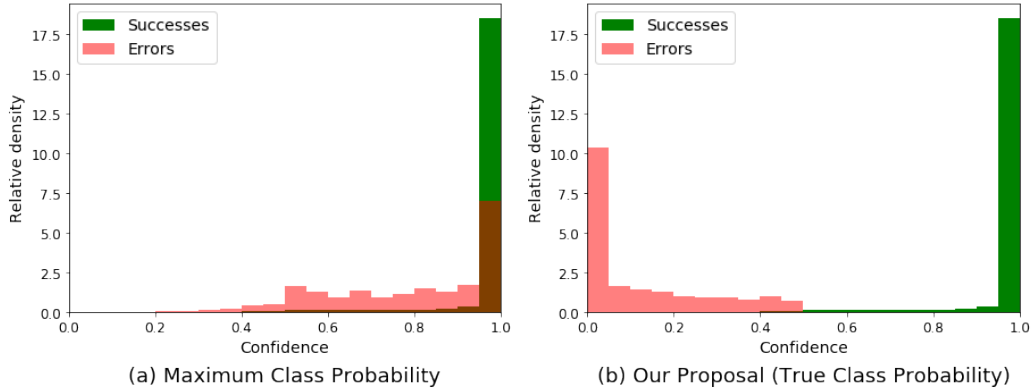 Successes
Errors
17.5
15.0
12.5
10.0
7.5
5.0
2.5
0.0
Relative density
0.0 0.2 0.4 0.6 0.8 1.0
Confidence
(a) Maximum Class Probability
Successes
Errors
17.5
15.0
12.5
10.0
7.5
5.0
2.5
0.0
Relative density
0.0 0.2 0.4 0.6 0.8 1.0
Confidence
(b) Our Proposal (True Class Probability)